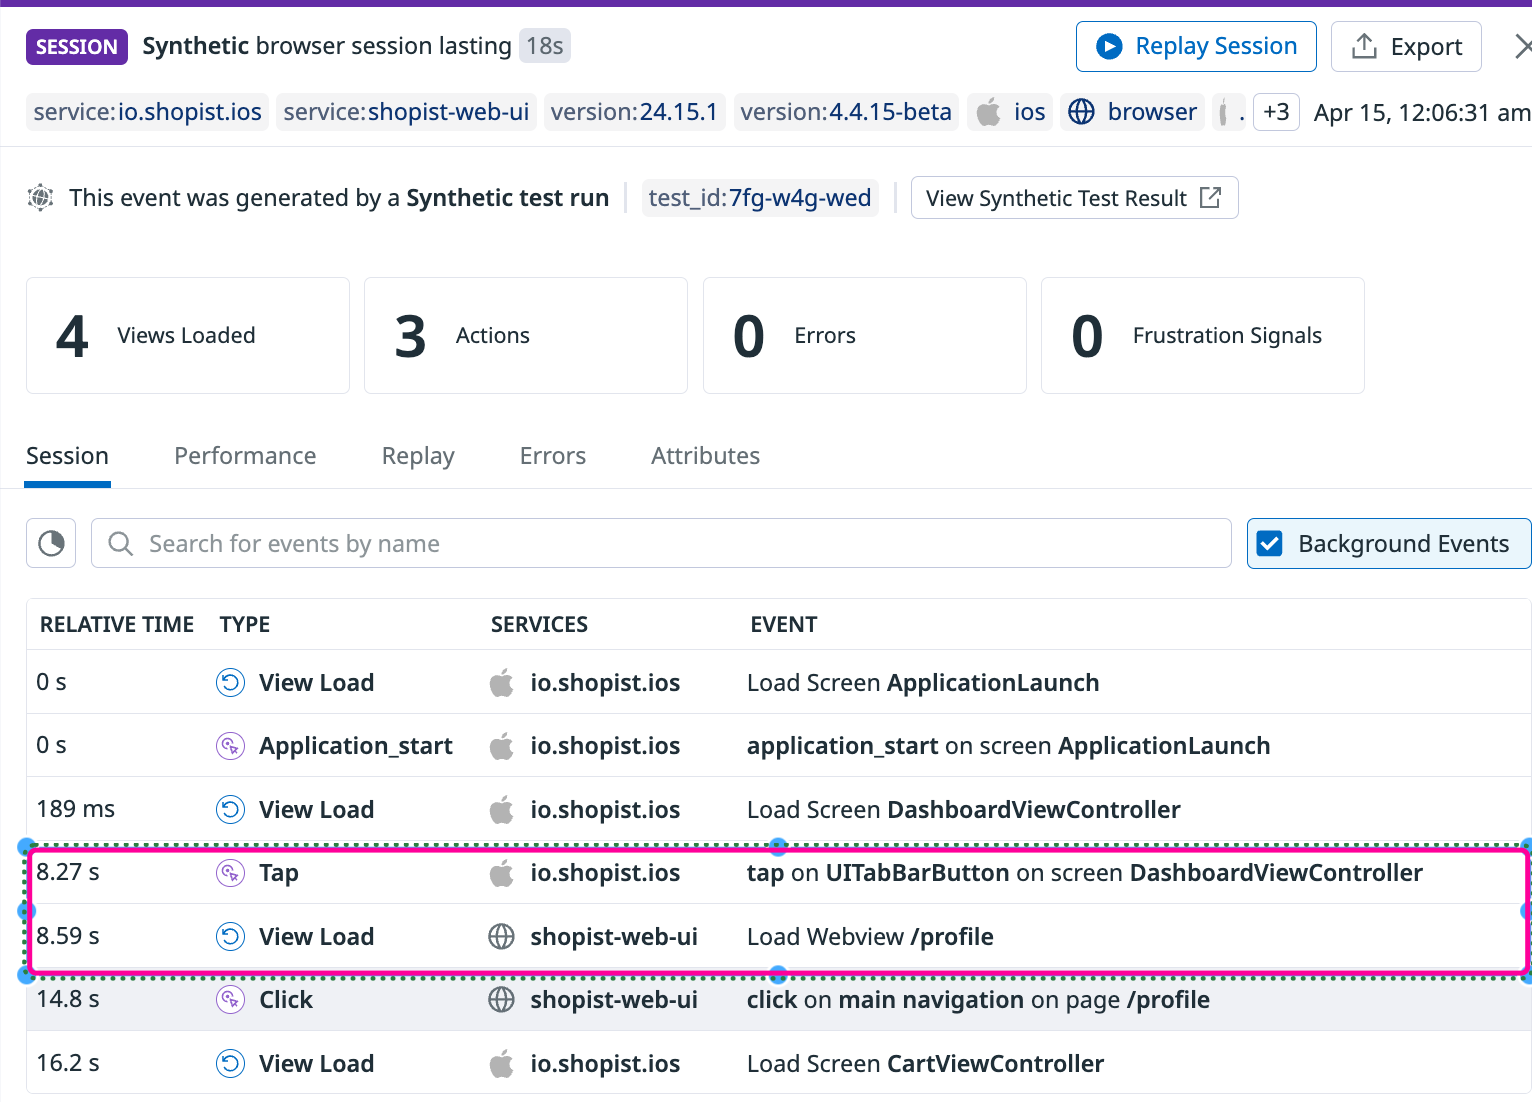 SESSION Synthetic browser session lasting 18s Replay Session Export
service:io.shopist.ios service:shopist-web-ui version:24.15.1 version:4.4.15-beta ios browser . +3 Apr 15, 12:06:31 am
This event was generated by a Synthetic test run test_id:7fg-w4g-wed View Synthetic Test Result
4 Views Loaded 3 Actions 0 Errors 0 Frustration Signals
Session Performance Replay Errors Attributes
Search for events by name Background Events
RELATIVE TIME TYPE SERVICES EVENT
0 s View Load io.shopist.ios Load Screen ApplicationLaunch
0 s Application_start io.shopist.ios application_start on screen ApplicationLaunch
189 ms View Load io.shopist.ios Load Screen DashboardViewController
8.27 s Tap io.shopist.ios tap on UITabBarButton on screen DashboardViewController
8.59 s View Load shopist-web-ui Load Webview /profile
14.8 s Click shopist-web-ui click on main navigation on page /profile
16.2 s View Load io.shopist.ios Load Screen CartViewController